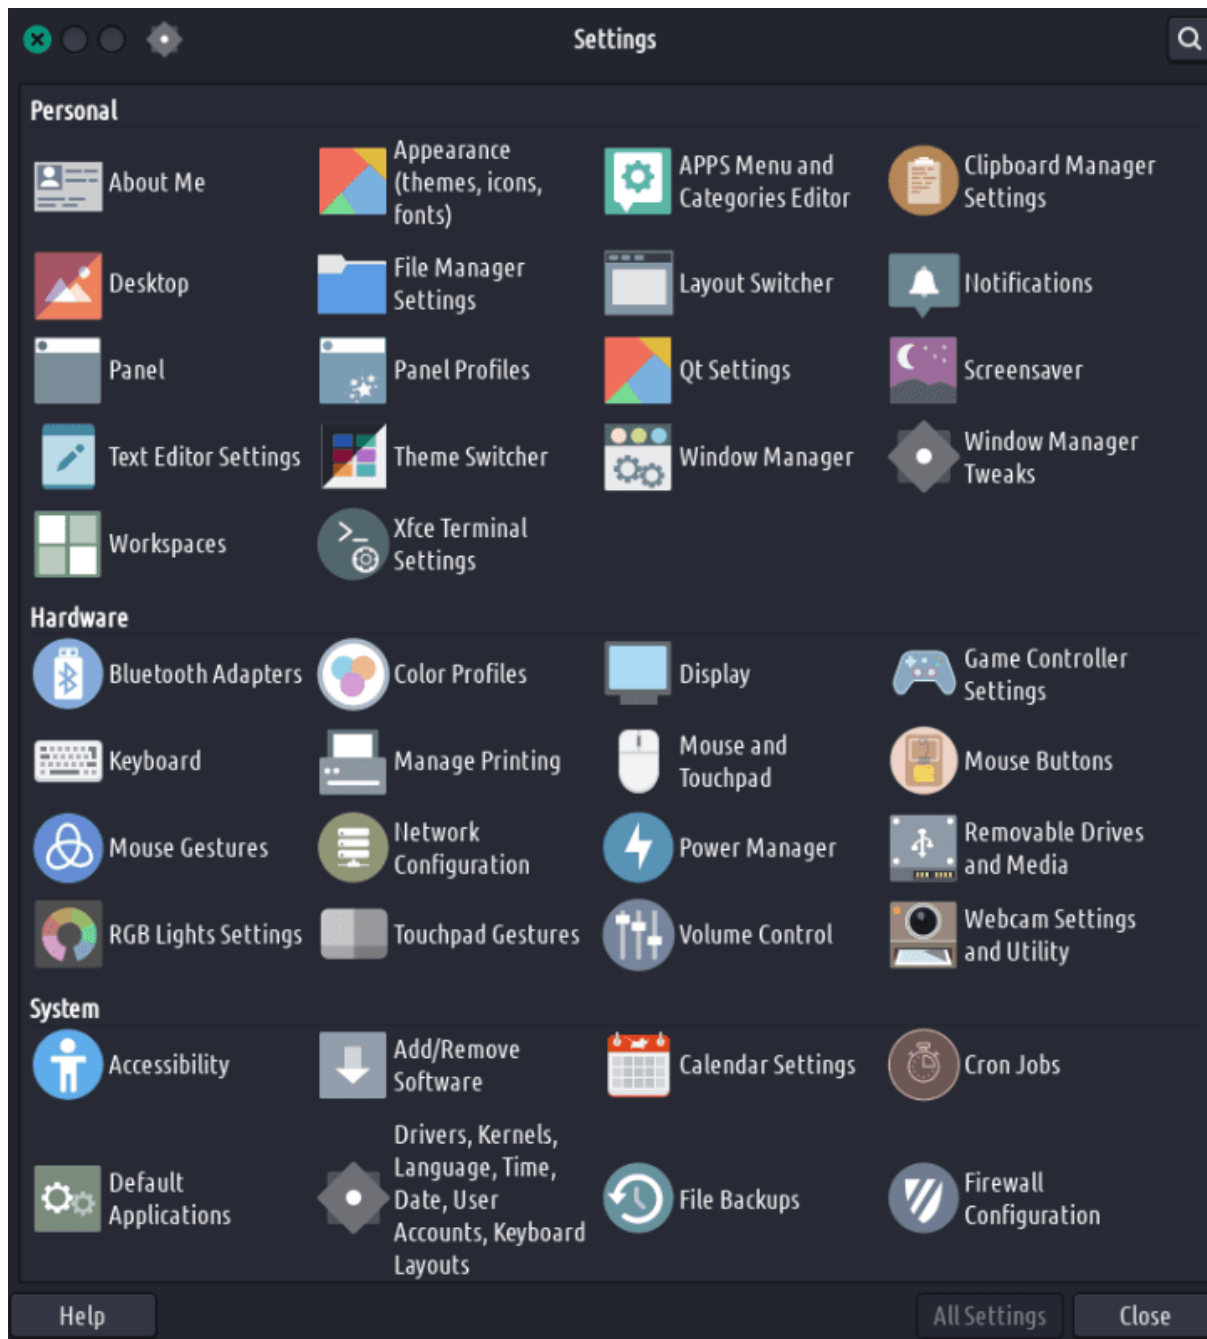 Settings
Personal
About Me
Appearance
(themes, icons,
fonts)
APPS Menu and
Categories Editor
Clipboard Manager
Settings
Desktop
File Manager
Settings
Layout Switcher
Notifications
Panel
Panel Profiles
Qt Settings
Screensaver
Text Editor Settings
Theme Switcher
Window Manager
Window Manager
Tweaks
Workspaces
Xfce Terminal
Settings
Hardware
Bluetooth Adapters
Color Profiles
Display
Game Controller
Settings
Keyboard
Manage Printing
Mouse and
Touchpad
Mouse Buttons
Mouse Gestures
Network
Configuration
Power Manager
Removable Drives
and Media
RGB Lights Settings
Touchpad Gestures
Volume Control
Webcam Settings
and Utility
System
Accessibility
Add/Remove
Software
Calendar Settings
Cron Jobs
Default
Applications
Drivers, Kernels,
Language, Time,
Date, User
Accounts, Keyboard
Layouts
File Backups
Firewall
Configuration
Help
All Settings
Close